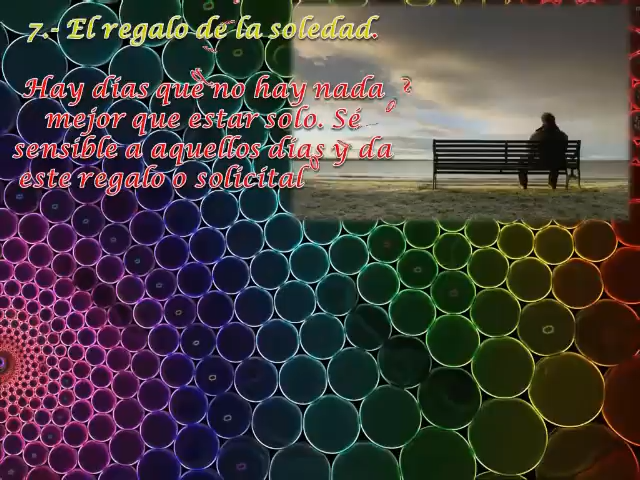 7.- El regalo de la soledad.
Hay días que no hay nada
mejor que estar solo. Sé
sensible a aquellos días y da
este regalo o solicital